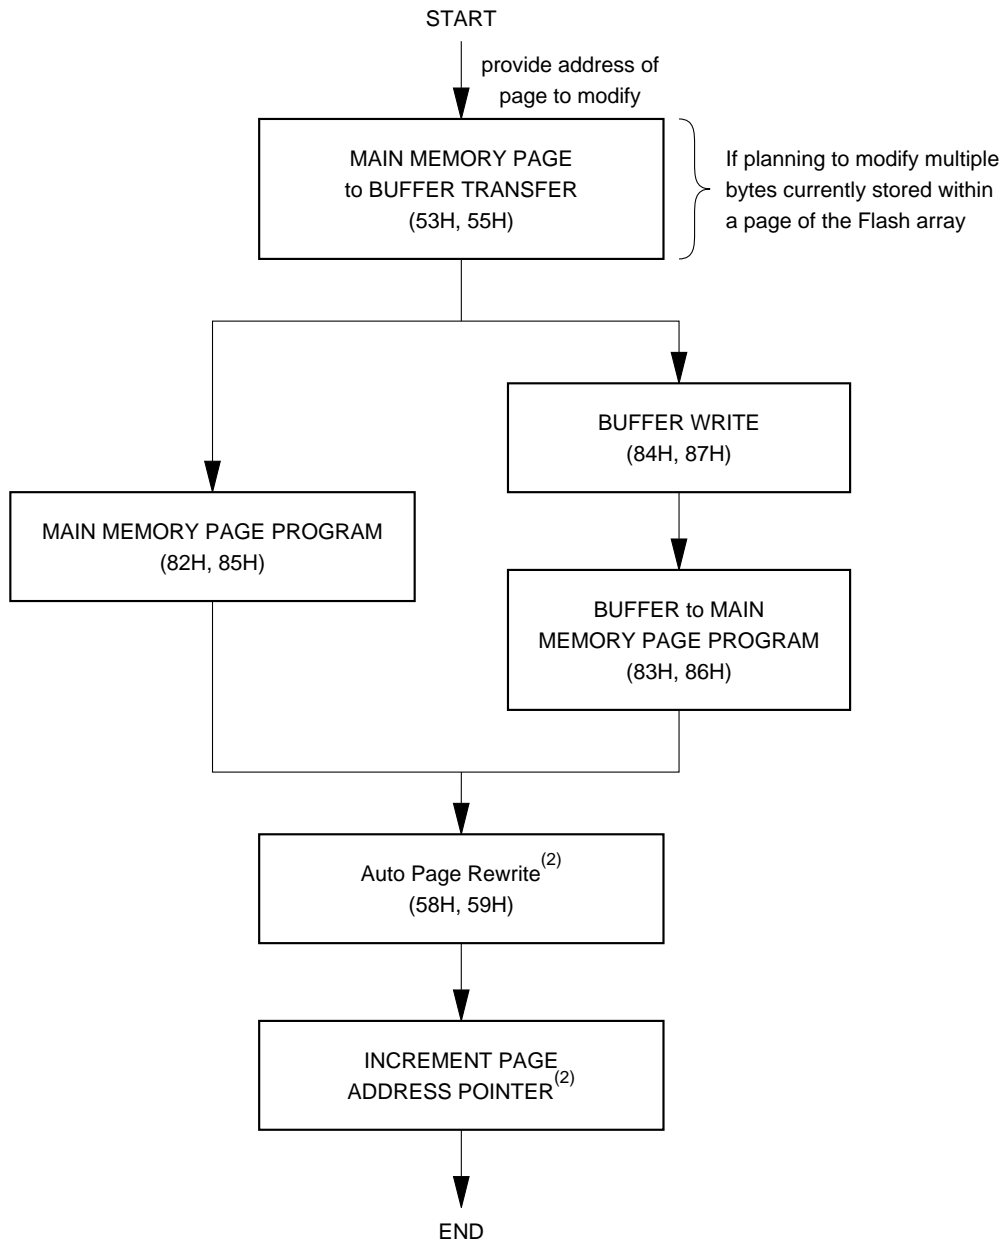 START
provide address of
page to modify
MAIN MEMORY PAGE
to BUFFER TRANSFER
(53H, 55H)
If planning to modify multiple
bytes currently stored within
a page of the Flash array
BUFFER WRITE
(84H, 87H)
MAIN MEMORY PAGE PROGRAM
(82H, 85H)
BUFFER to MAIN
MEMORY PAGE PROGRAM
(83H, 86H)
Auto Page Rewrite(2)
(58H, 59H)
INCREMENT PAGE
ADDRESS POINTER(2)
END